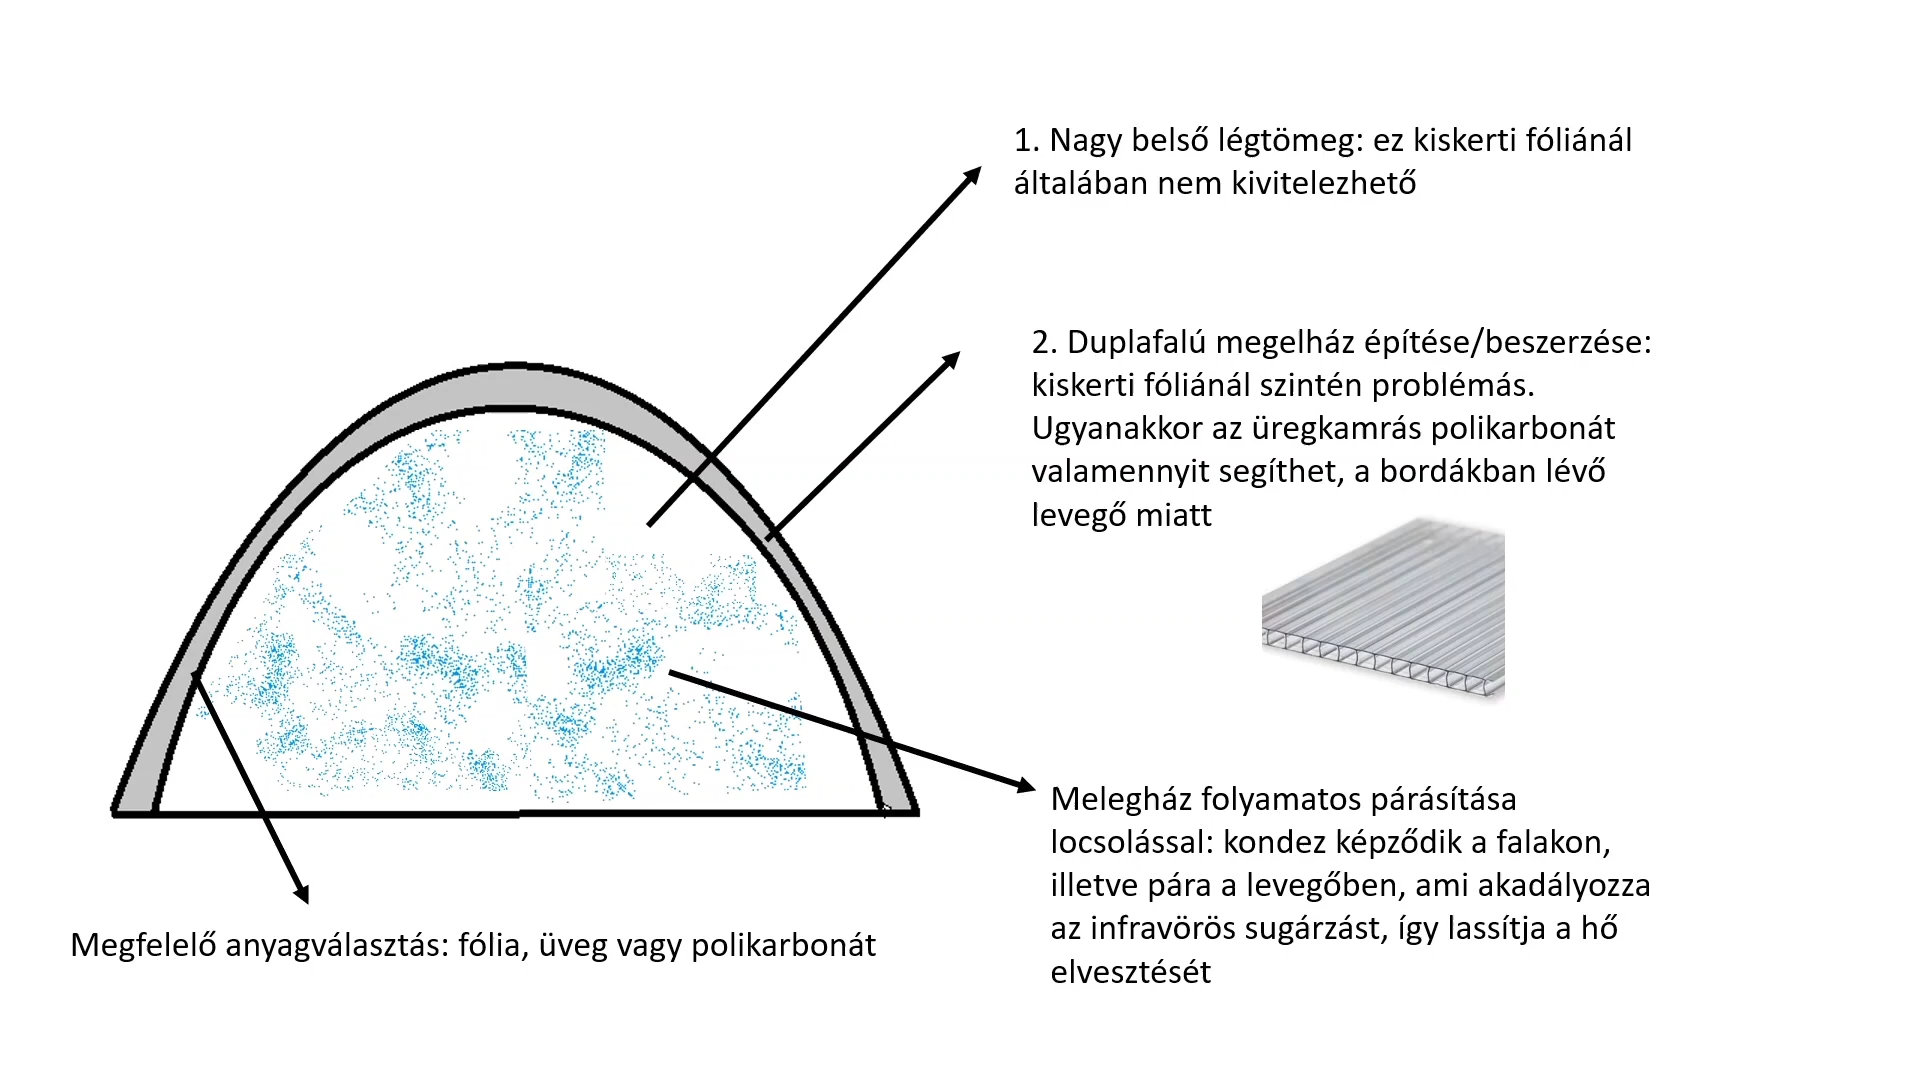 1. Nagy belső légtömeg: ez kiskerti fóliánál
általában nem kivitelezhető
2. Duplafalú megelház építése/beszerzése:
kiskerti fóliánál szintén problémás.
Ugyanakkor az üregkamrás polikarbonát
valamennyit segíthet, a bordákban lévő
levegő miatt
Melegház folyamatos párásítása
locsolással: kondez képződik a falakon,
illetve pára a levegőben, ami akadályozza
az infravörös sugárzást, így lassítja a hő
elvesztését
Megfelelő anyagválasztás: fólia, üveg vagy polikarbonát